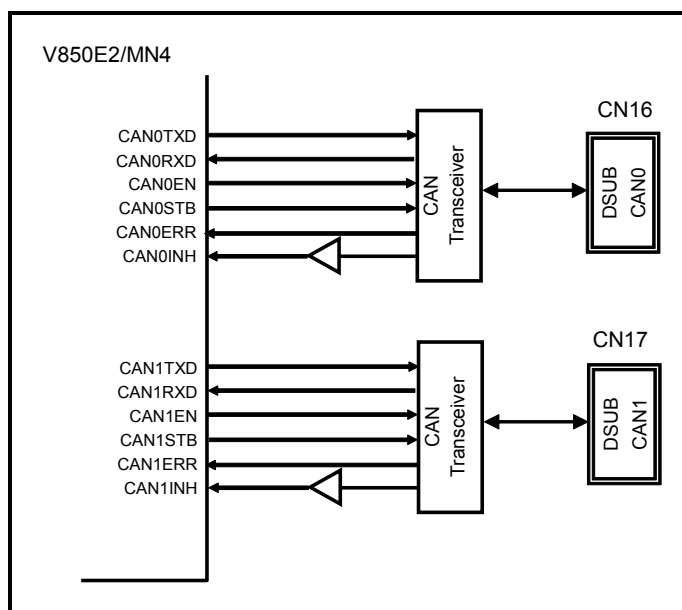 V850E2/MN4
CAN0TXD
CAN0RXD
CAN0EN
CAN0STB
CAN0ERR
CAN0INH
CAN
Transceiver
CN16
DSUB
CAN0
CAN1TXD
CAN1RXD
CAN1EN
CAN1STB
CAN1ERR
CAN1INH
CAN
Transceiver
CN17
DSUB
CAN1